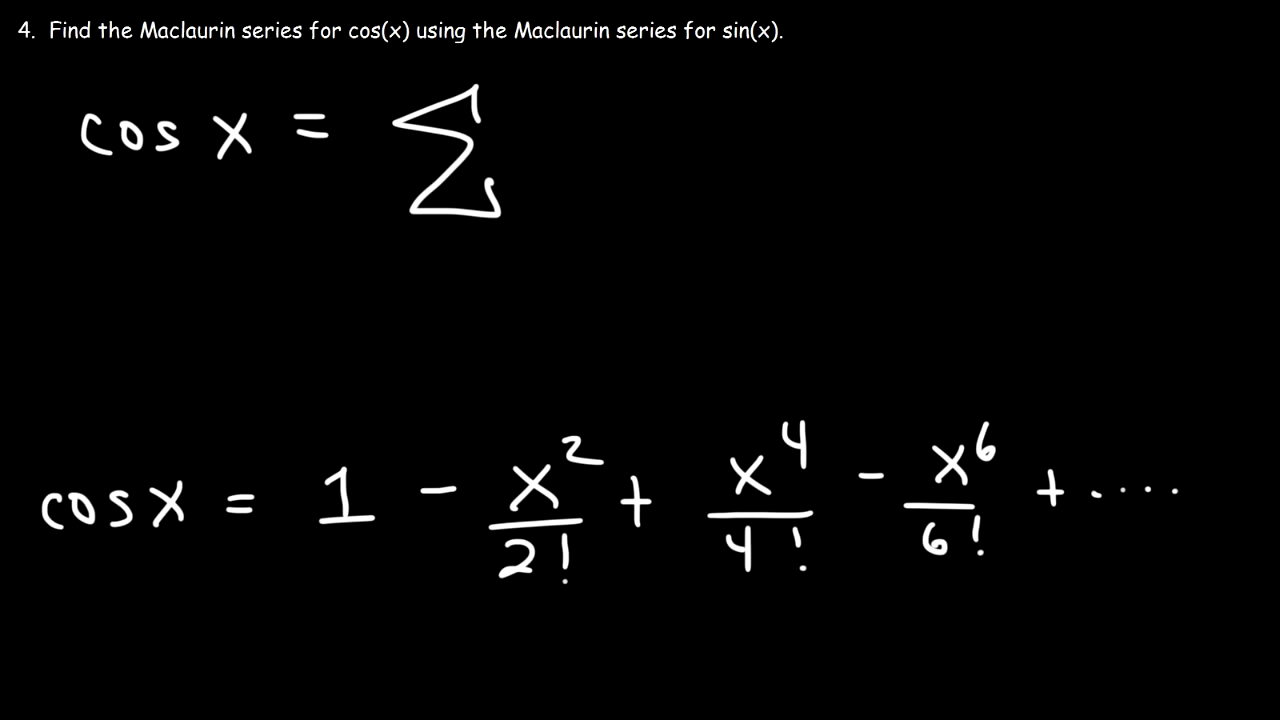 4. Find the Maclaurin series for cos(x) using the Maclaurin series for sin(x).
cos x = ∑
cos x = 1 - x²/2! + x⁴/4! - x⁶/6! + .....